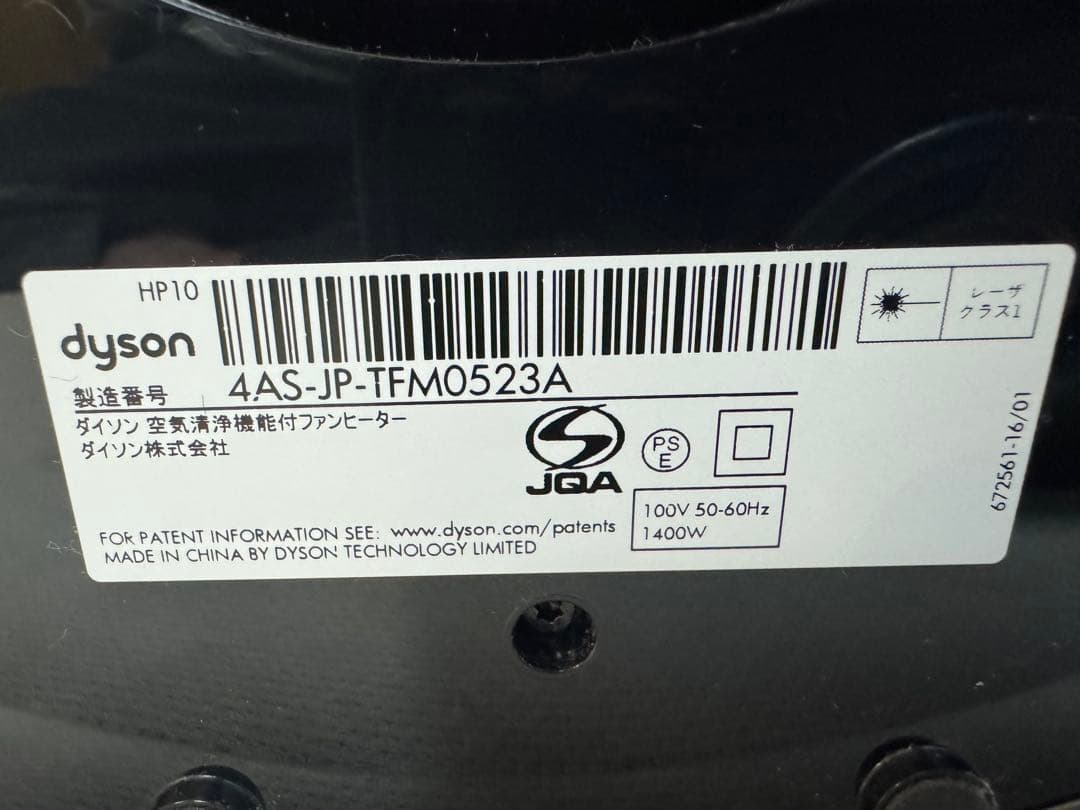 HP10
dyson
製造番号 4AS-JP-TFM0523A
ダイソン 空気清浄機能付ファンヒーター
ダイソン株式会社
JQA
PS
E
100V 50-60Hz
1400W
FOR PATENT INFORMATION SEE: www.dyson.com/patents
MADE IN CHINA BY DYSON TECHNOLOGY LIMITED
レーザ
クラス1
672561-16/01